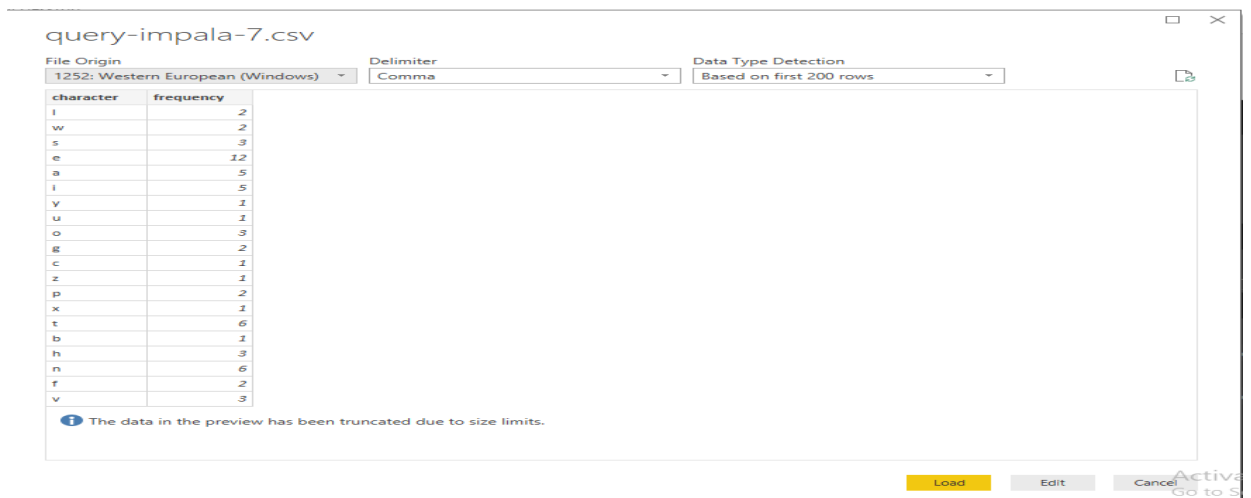 query-impala-7.csv
File Origin Delimiter Data Type Detection
1252: Western European (Windows) Comma Based on first 200 rows
character frequency
l 2
w 2
s 3
e 12
a 5
i 5
y 1
u 1
o 3
g 2
c 1
z 1
p 2
x 1
t 6
b 1
h 3
n 6
f 2
v 3
The data in the preview has been truncated due to size limits.
Load Edit Cancel
Activa
Go to S